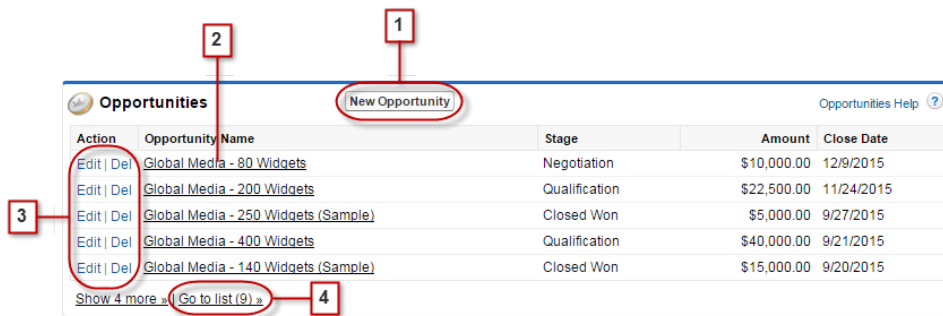 1
2
Opportunities
New Opportunity
Opportunities Help ?
Action Opportunity Name Stage Amount Close Date
Edit | Del Global Media - 80 Widgets Negotiation $10,000.00 12/9/2015
Edit | Del Global Media - 200 Widgets Qualification $22,500.00 11/24/2015
3
Edit | Del Global Media - 250 Widgets (Sample) Closed Won $5,000.00 9/27/2015
Edit | Del Global Media - 400 Widgets Qualification $40,000.00 9/21/2015
Edit | Del Global Media - 140 Widgets (Sample) Closed Won $15,000.00 9/20/2015
Show 4 more » | Go to list (9) »
4